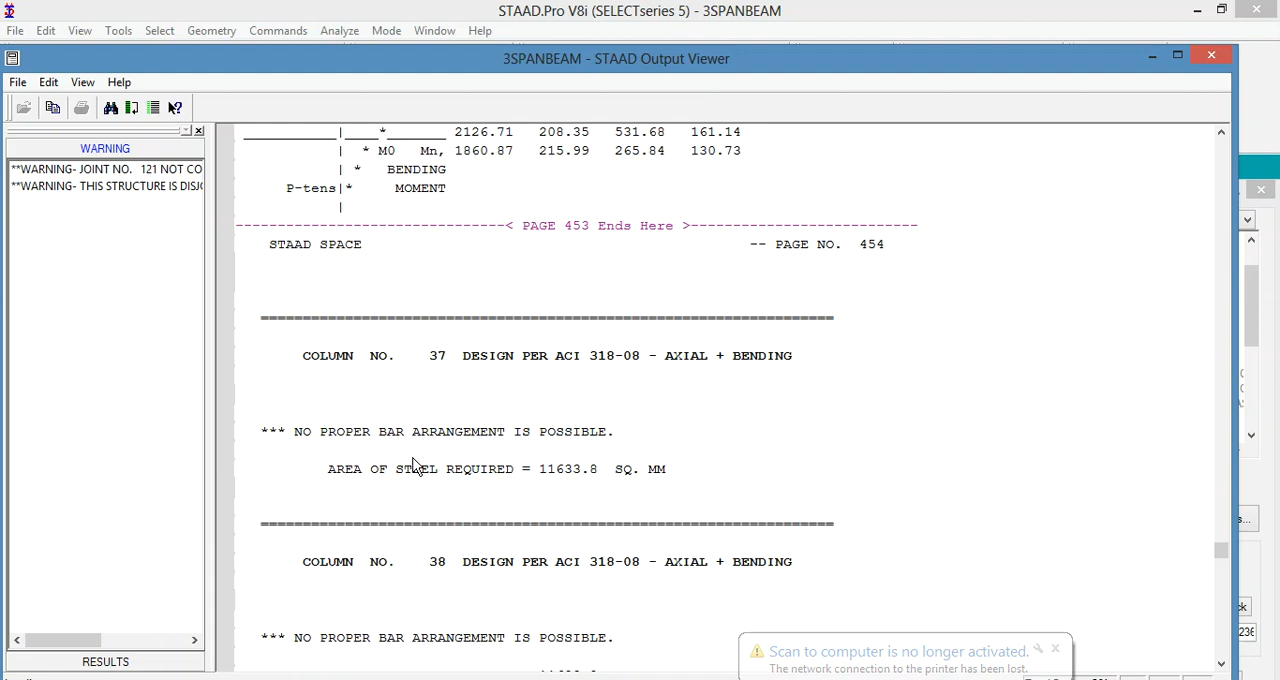 STAAD.Pro V8i (SELECTseries 5) - 3SPANBEAM
File Edit View Tools Select Geometry Commands Analyze Mode Window Help
3SPANBEAM - STAAD Output Viewer
File Edit View Help
WARNING
**WARNING- JOINT NO. 121 NOT CO
**WARNING- THIS STRUCTURE IS DISJ
RESULTS
____________|____*_______ 2126.71 208.35 531.68 161.14
| * M0 Mn, 1860.87 215.99 265.84 130.73
| * BENDING
P-tens|* MOMENT
|
--------------------------------< PAGE 453 Ends Here >---------------------------
STAAD SPACE -- PAGE NO. 454
====================================================================
COLUMN NO. 37 DESIGN PER ACI 318-08 - AXIAL + BENDING
*** NO PROPER BAR ARRANGEMENT IS POSSIBLE.
AREA OF STEEL REQUIRED = 11633.8 SQ. MM
====================================================================
COLUMN NO. 38 DESIGN PER ACI 318-08 - AXIAL + BENDING
*** NO PROPER BAR ARRANGEMENT IS POSSIBLE.
Scan to computer is no longer activated.
The network connection to the printer has been lost.
s...
ck
236